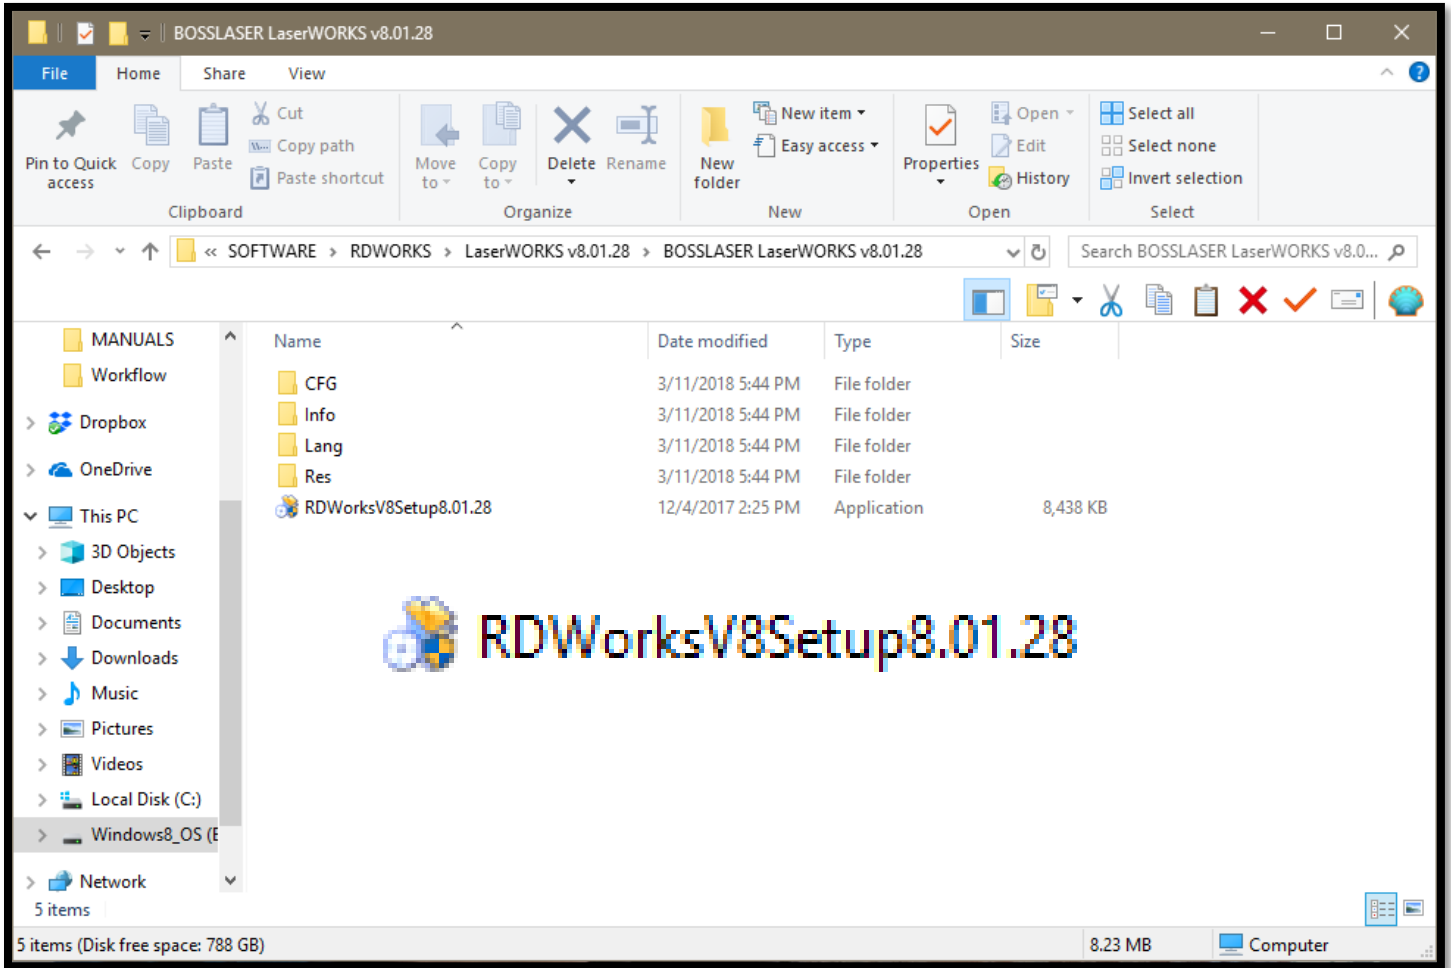 BOSSLASER LaserWORKS v8.01.28
File Home Share View
Pin to Quick access
Copy
Paste
Cut
Copy path
Paste shortcut
Clipboard
Move to
Copy to
Delete
Rename
Organize
New folder
New item
Easy access
New
Properties
Open
Edit
History
Open
Select all
Select none
Invert selection
Select
« SOFTWARE > RDWORKS > LaserWORKS v8.01.28 > BOSSLASER LaserWORKS v8.01.28
Search BOSSLASER LaserWORKS v8.0...
MANUALS
Workflow
Dropbox
OneDrive
This PC
3D Objects
Desktop
Documents
Downloads
Music
Pictures
Videos
Local Disk (C:)
Windows8_OS (E
Network
Name Date modified Type Size
CFG 3/11/2018 5:44 PM File folder
Info 3/11/2018 5:44 PM File folder
Lang 3/11/2018 5:44 PM File folder
Res 3/11/2018 5:44 PM File folder
RDWorksV8Setup8.01.28 12/4/2017 2:25 PM Application 8,438 KB
RDWorksV8Setup8.01.28
5 items
5 items (Disk free space: 788 GB) 8.23 MB Computer